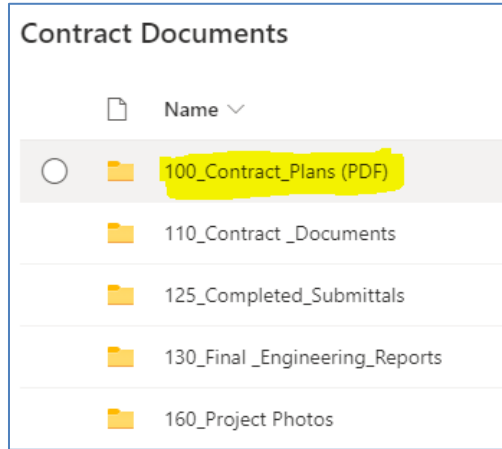 Contract Documents
Name
100_Contract_Plans (PDF)
110_Contract _Documents
125_Completed_Submittals
130_Final _Engineering_Reports
160_Project Photos